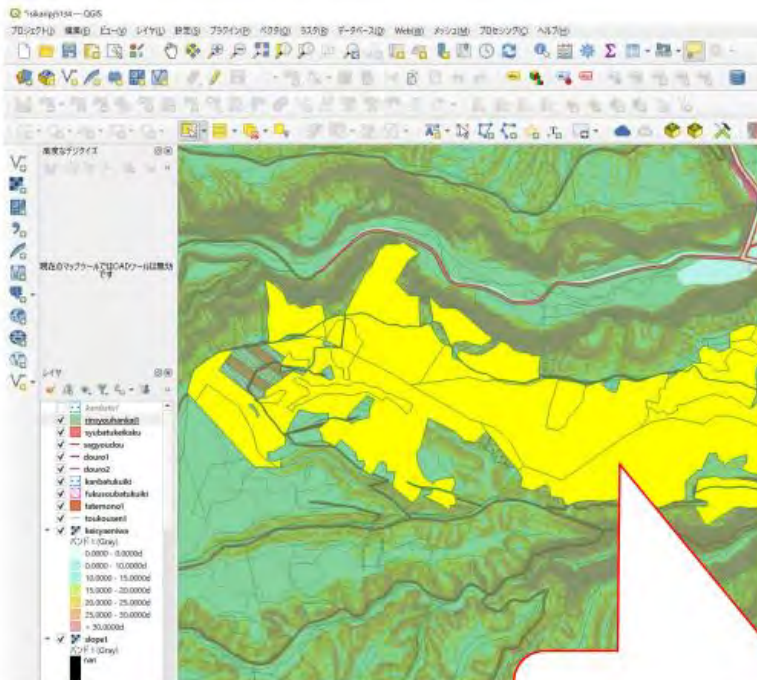 プロジェクト(J) 編集(E) ビュー(V) レイヤ(L) 設定(S) プラグイン(P) ベクタ(O) ラスタ(R) データベース(D) Web(W) メッシュ(M) プロセシング(C) ヘルプ(H)
高度なデジタイズ
現在のマップツールではCADツールは無効
です
レイヤ
rinsyouhankai1
syubatukeikaku
sagyoudou
douro1
douro2
kanbatukuiki
fukusoubatukuiki
tatemono1
toukousen1
バンド 1 (Gray)
0.0000 - 0.0000d
0.0000 - 10.0000d
10.0000 - 15.0000d
15.0000 - 20.0000d
20.0000 - 25.0000d
25.0000 - 30.0000d
> 30.0000d
slope1
バンド 1 (Gray)
nan